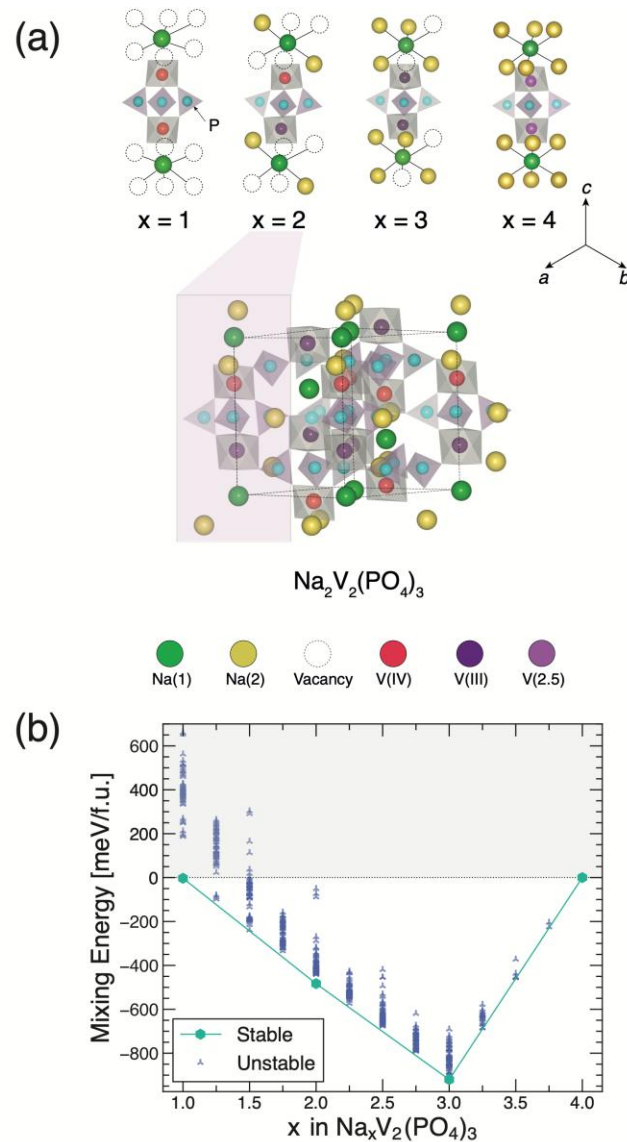 (a)
P
x = 1 x = 2 x = 3 x = 4
c
a b
Na₂V₂(PO₄)₃
Na(1) Na(2) Vacancy V(IV) V(III) V(2.5)
(b)
600
400
200
0
−200
−400
−600
−800
Mixing Energy [meV/f.u.]
Stable
Unstable
1.0 1.5 2.0 2.5 3.0 3.5 4.0
x in NaₓV₂(PO₄)₃